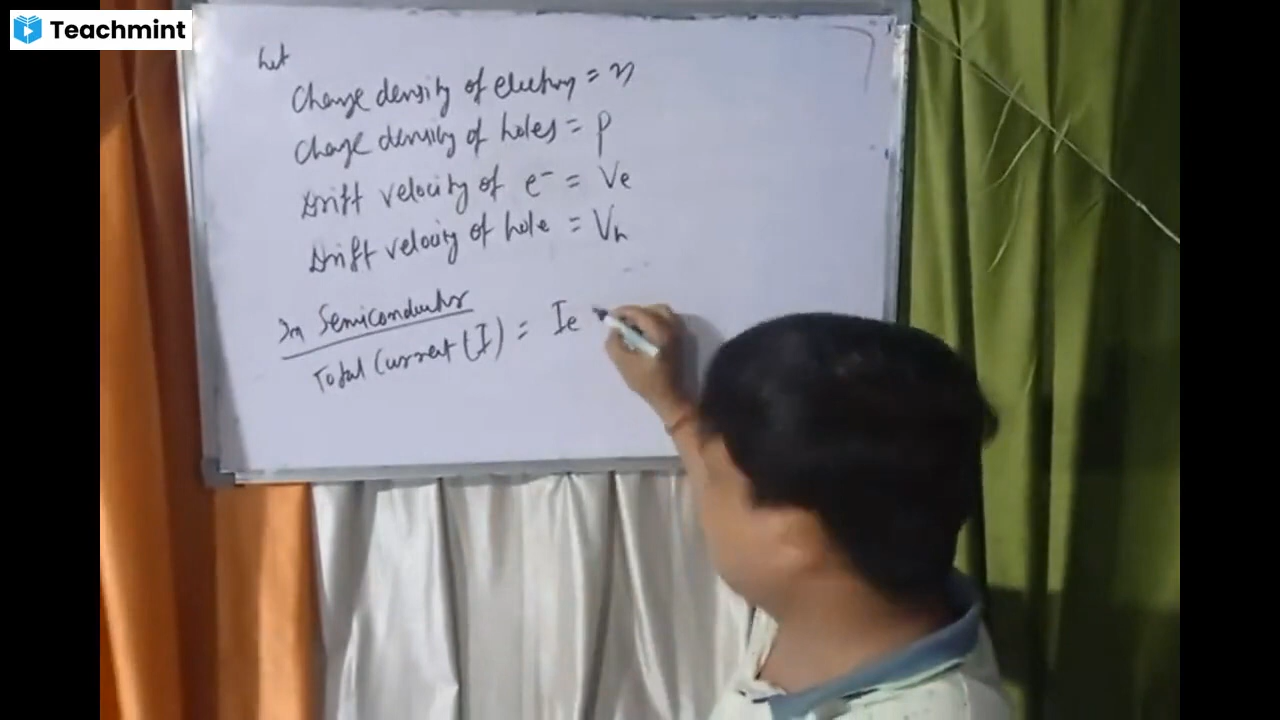 Teachmint
Let
Charge density of electron = n
Charge density of holes = p
Drift velocity of e⁻ = Ve
Drift velocity of hole = Vh
In Semiconductor
Total Current (I) = Ie